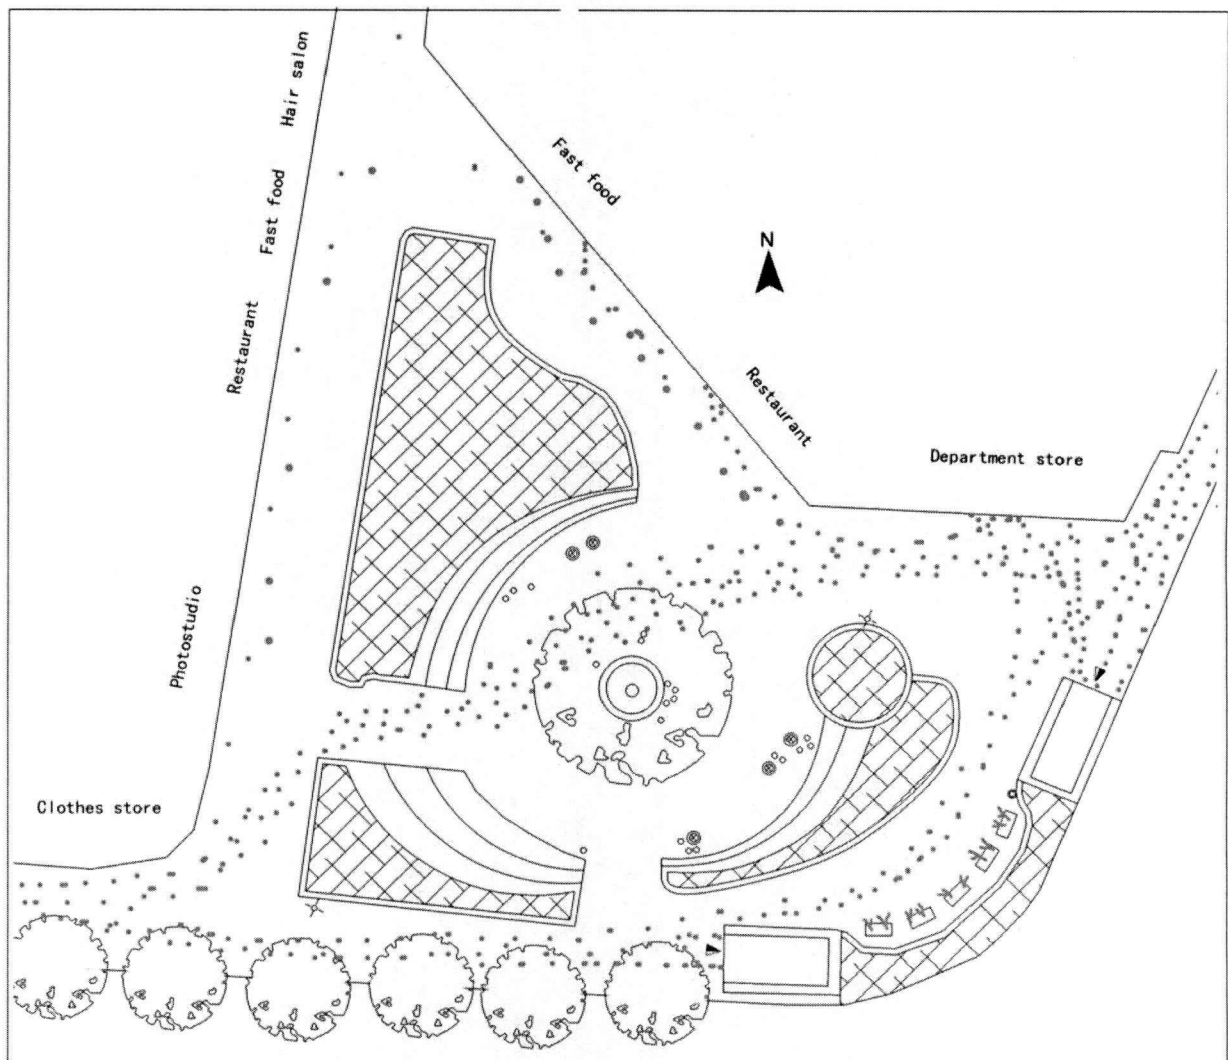 Hair salon
Fast food
Fast food
Restaurant
N
Restaurant
Department store
Photostudio
Clothes store